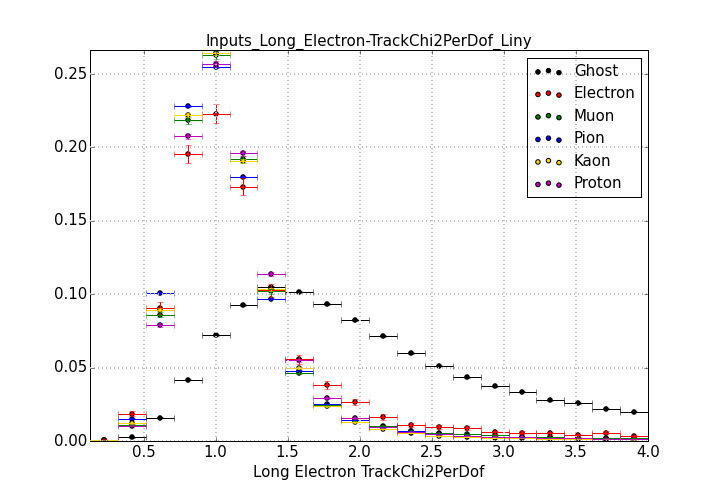 Inputs_Long_Electron-TrackChi2PerDof_Liny
0.25
0.20
0.15
0.10
0.05
0.00
Ghost
Electron
Muon
Pion
Kaon
Proton
0.5 1.0 1.5 2.0 2.5 3.0 3.5 4.0
Long Electron TrackChi2PerDof